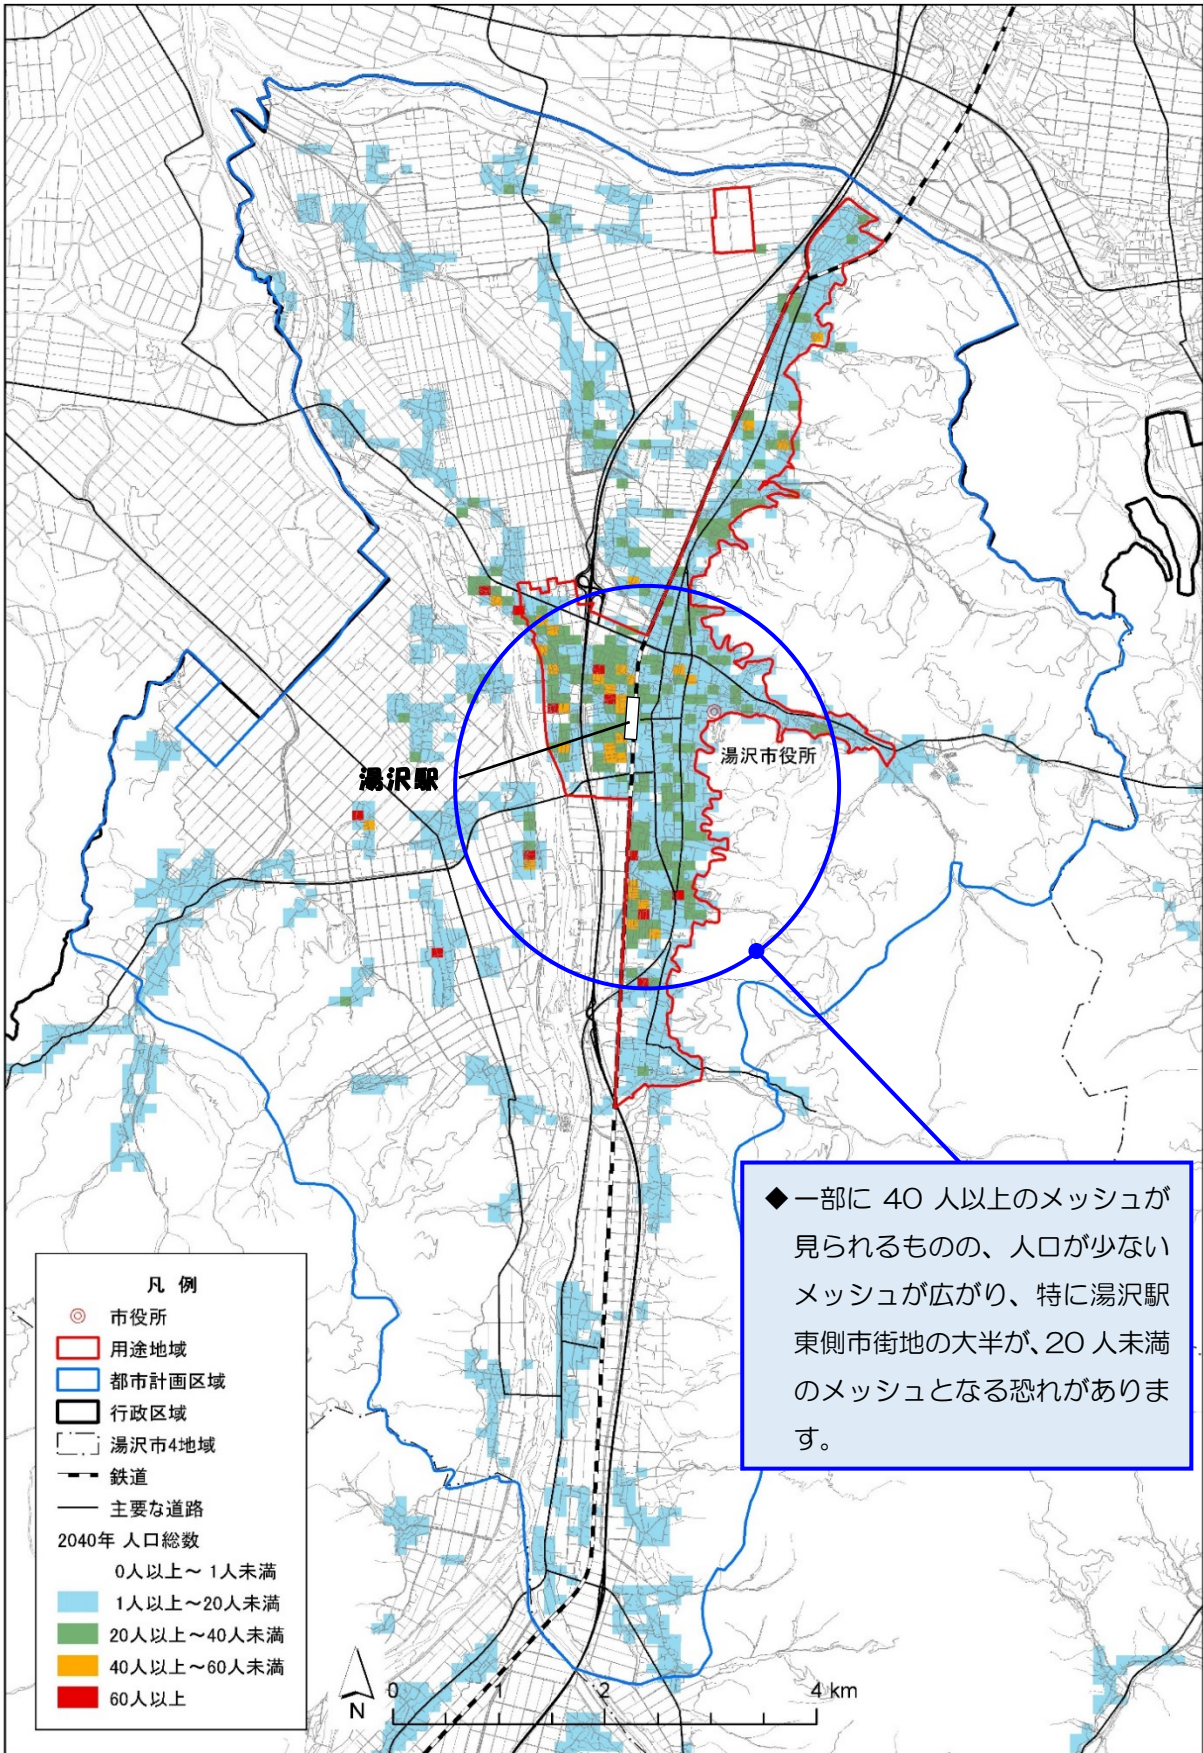 湯沢市役所
湯沢駅
◆一部に 40 人以上のメッシュが
見られるものの、人口が少ない
メッシュが広がり、特に湯沢駅
東側市街地の大半が、20 人未満
のメッシュとなる恐れがありま
す。
凡 例
市役所
用途地域
都市計画区域
行政区域
湯沢市4地域
鉄道
主要な道路
2040年 人口総数
0人以上～ 1人未満
1人以上～20人未満
20人以上～40人未満
40人以上～60人未満
60人以上
N
0 1 2 4 km